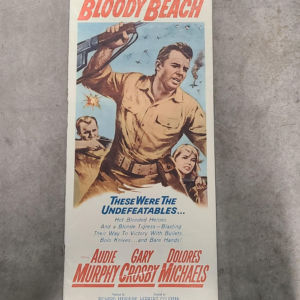 BLOODY BEACH
THESE WERE THE
UNDEFEATABLES...
Hot Blooded Heroes
And a Blonde Tigress—Blasting
Their Way To Victory With Bullets...
Bolo Knives...and Bare Hands!
AUDIE GARY DOLORES
MURPHY CROSBY MICHAELS